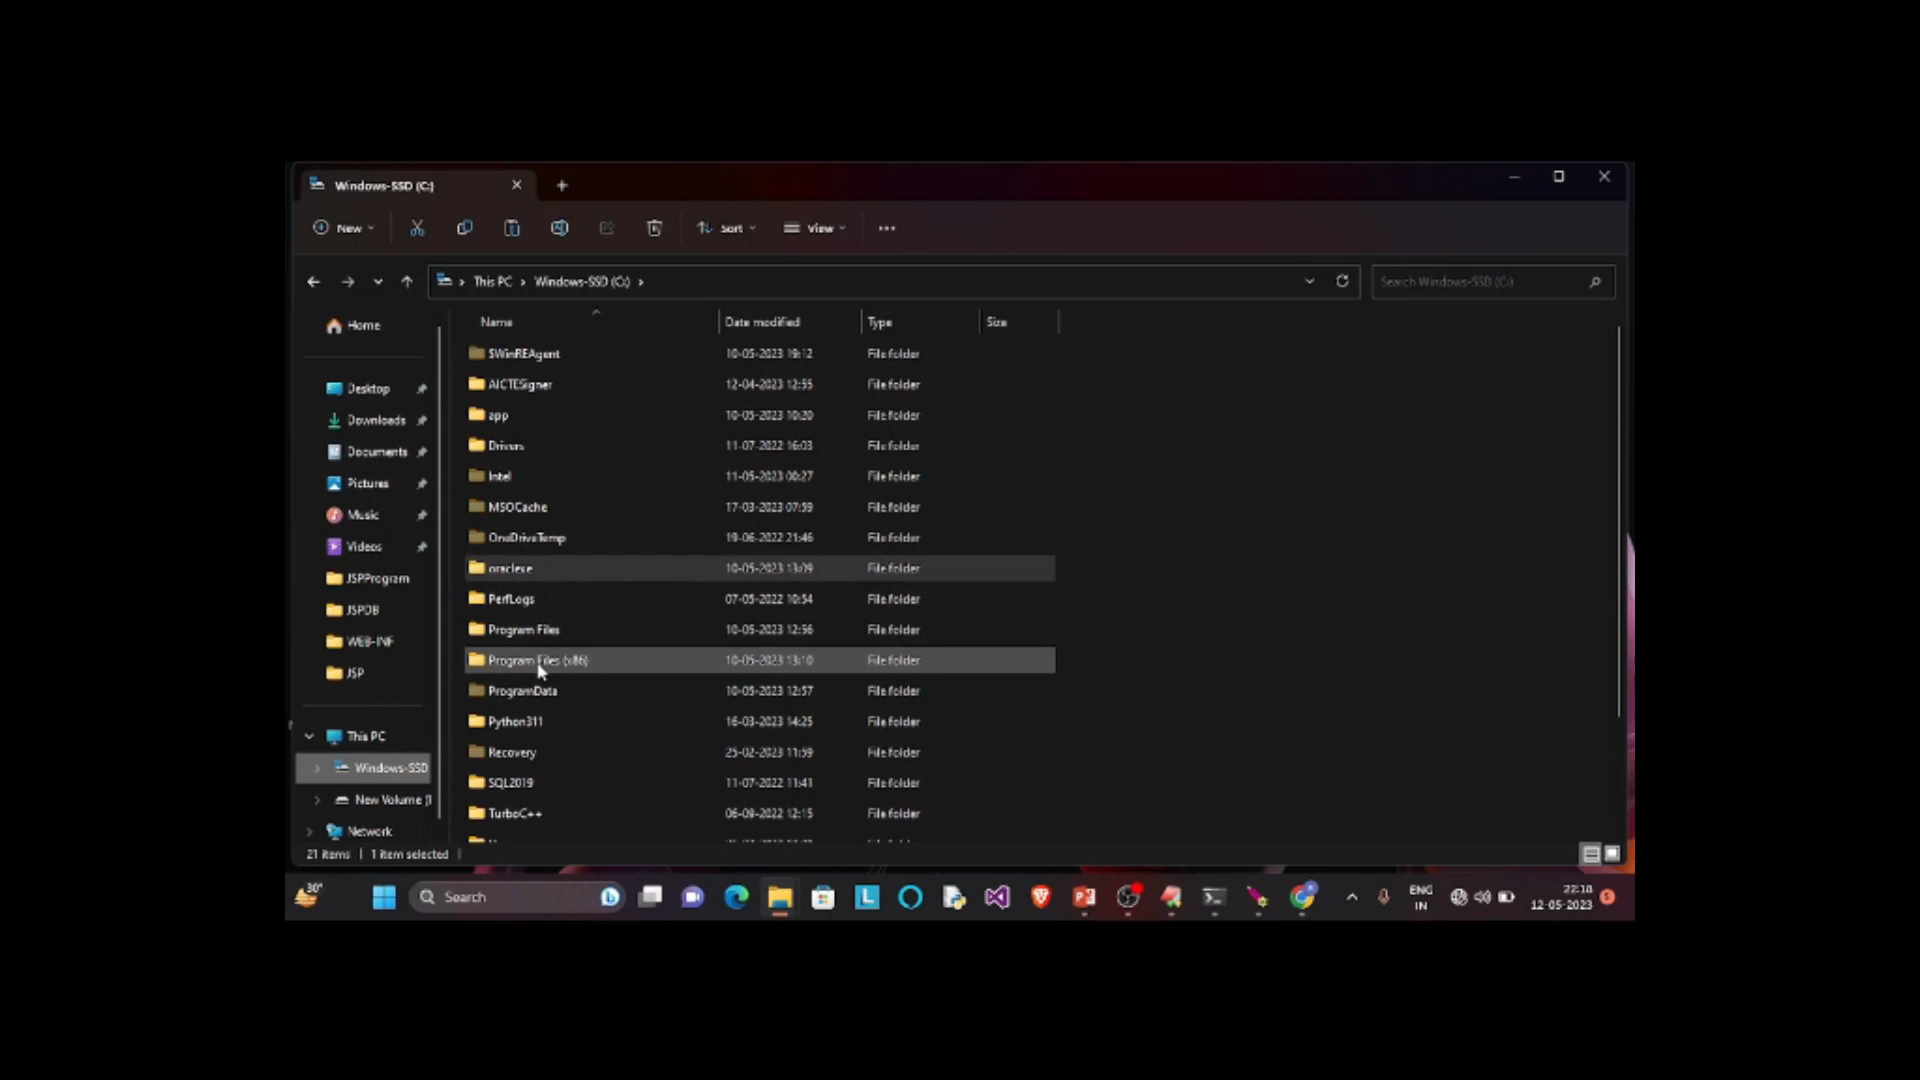 Windows-SSD (C:)
New
Sort
View
This PC > Windows-SSD (C:) >
Search Windows-SSD (C:)
Name Date modified Type Size
Home
$WinREAgent 10-05-2023 19:12 File folder
AICTESigner 12-04-2023 12:55 File folder
Desktop
app 10-05-2023 10:20 File folder
Downloads
Drivers 11-07-2022 16:03 File folder
Documents
Intel 11-05-2023 00:27 File folder
Pictures
MSOCache 17-03-2023 07:59 File folder
Music
OneDriveTemp 19-06-2022 21:46 File folder
Videos
oraclexe 10-05-2023 13:09 File folder
JSPProgram
PerfLogs 07-05-2022 10:54 File folder
JSPDB
Program Files 10-05-2023 12:56 File folder
WEB-INF
Program Files (x86) 10-05-2023 13:10 File folder
JSP
ProgramData 10-05-2023 12:57 File folder
Python311 16-03-2023 14:25 File folder
This PC
Recovery 25-02-2023 11:59 File folder
Windows-SSD
SQL2019 11-07-2022 11:41 File folder
New Volume
TurboC++ 06-09-2022 12:15 File folder
Network
21 items | 1 item selected
30°
Search
ENG
IN
22:18
12-05-2023